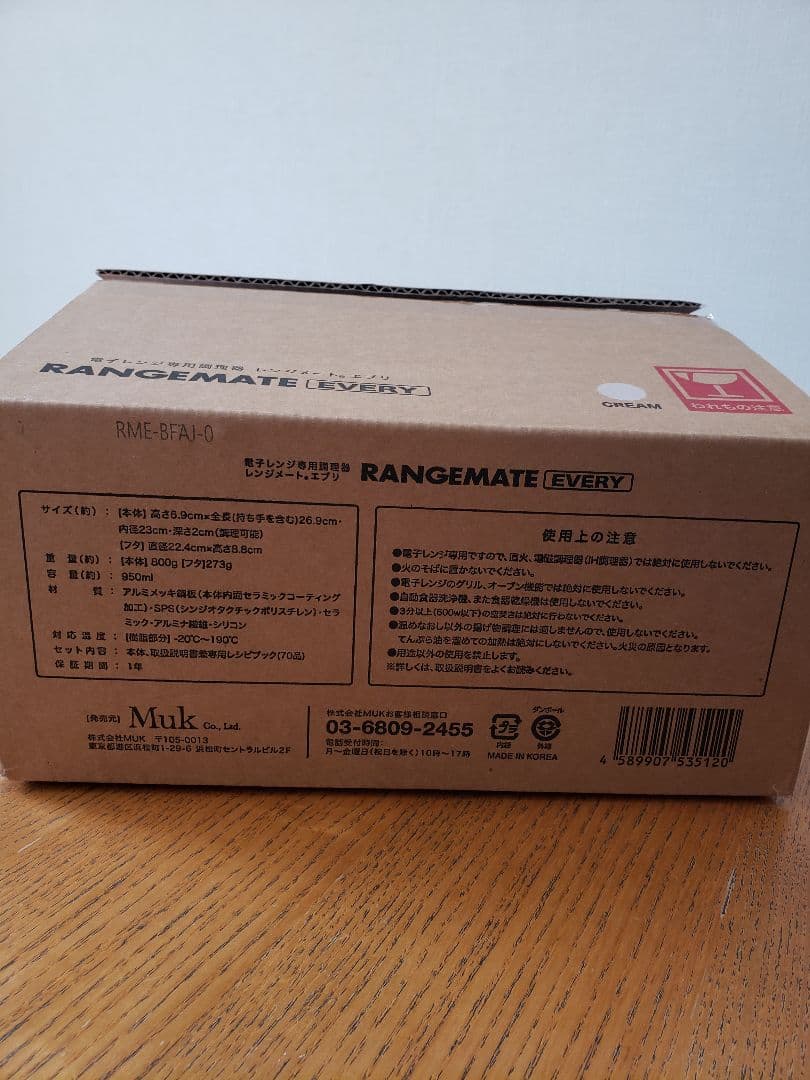 電子レンジ専用調理器 レンジメート®エブリ
RANGEMATE EVERY
CREAM
われもの注意
RME-BFAJ-0
電子レンジ専用調理器
レンジメート®エブリ
RANGEMATE EVERY
サイズ(約) : [本体] 高さ6.9cm×全長(持ち手を含む)26.9cm・
内径23cm・深さ2cm(調理可能)
[フタ] 直径22.4cm×高さ8.8cm
重量(約) : [本体] 800g [フタ]273g
容量(約) : 950ml
材質 : アルミメッキ鋼板(本体内面セラミックコーティング
加工)・SPS(シンジオタクチックポリスチレン)・セラ
ミック・アルミナ磁器・シリコン
対応温度 : [樹脂部分] -20℃〜190℃
セット内容 : 本体、取扱説明書兼専用レシピブック(70品)
保証期間 : 1年
使用上の注意
●電子レンジ専用ですので、直火、電磁調理器(IH調理器)では絶対に使用しないでください。
●火のそばに置かないでください。
●電子レンジのグリル、オーブン機能では絶対に使用しないでください。
●自動食器洗浄機、また食器乾燥機は使用しないでください。
●3分以上(500w以下)の空焚きは絶対に行わないでください。
●温めなおし以外の揚げ物調理には適しませんので、使用しないでください。
てんぷら油を温めての加熱は絶対にしないでください。火災の原因となります。
●用途以外の使用を禁止します。
※詳しくは、取扱説明書をよくお読みください。
[発売元] Muk Co., Ltd.
株式会社MUK 〒105-0013
東京都港区浜松町1-29-6 浜松町セントラルビル2F
株式会社MUKお客様相談窓口
03-6809-2455
電話受付時間:
月〜金曜日(祝日を除く)10時〜17時
プラ
内袋
ダンボール
外箱
MADE IN KOREA
4 589907 535120